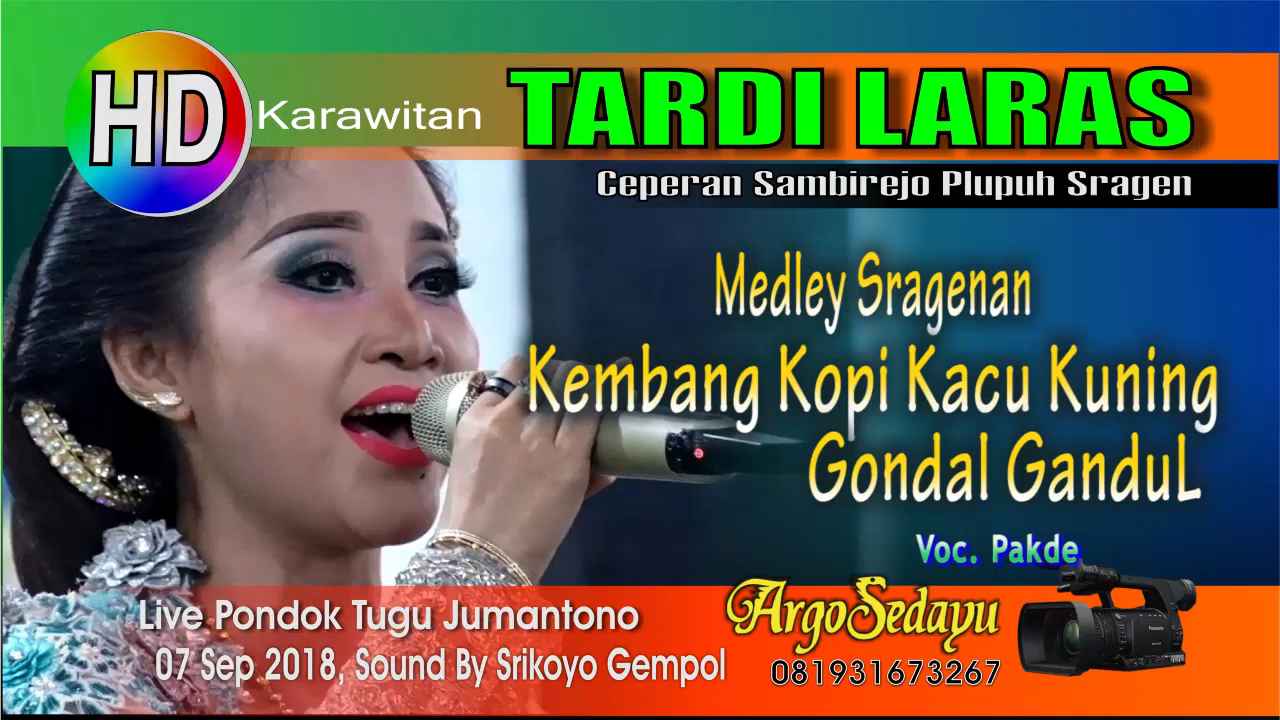 HD
Karawitan
TARDI LARAS
Ceperan Sambirejo Plupuh Sragen
Medley Sragenan
Kembang Kopi Kacu Kuning
Gondal GanduL
Voc. Pakde
Live Pondok Tugu Jumantono
07 Sep 2018, Sound By Srikoyo Gempol
ArgoSedayu
081931673267
Panasonic